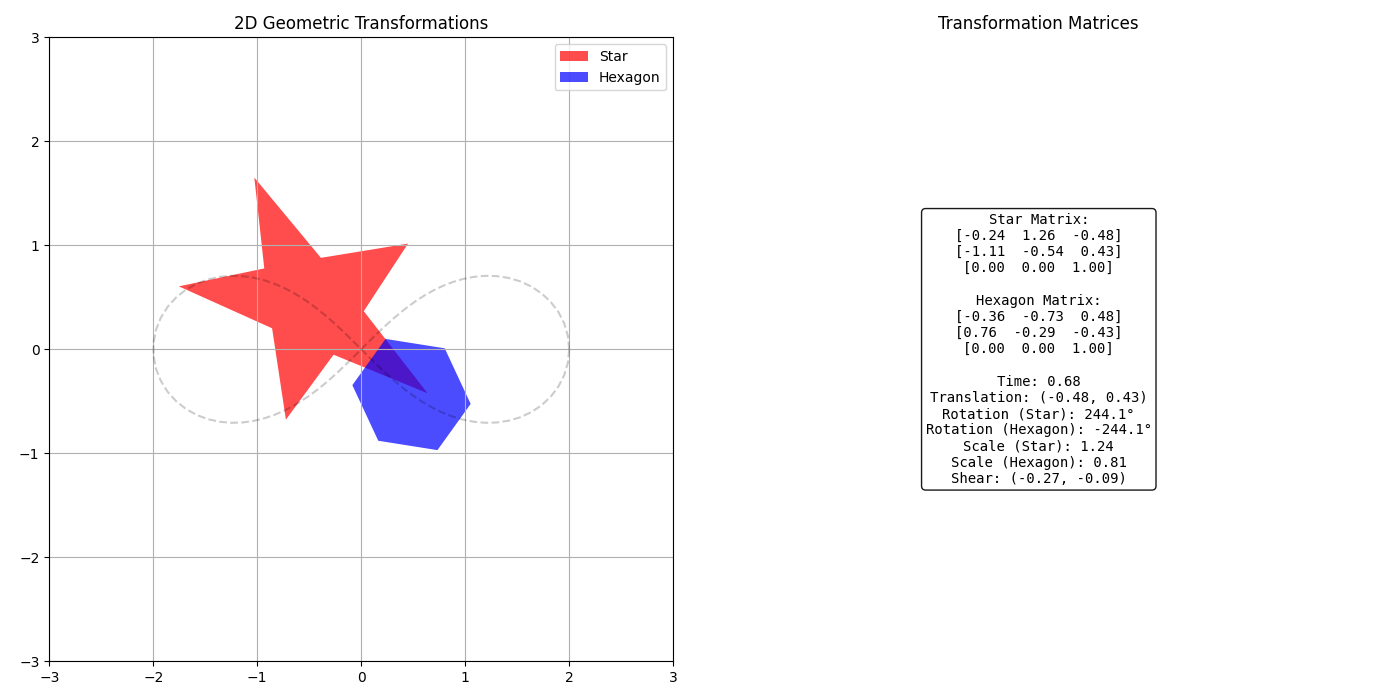 2D Geometric Transformations
3
2
1
0
−1
−2
−3
−3
−2
−1
0
1
2
3
Star
Hexagon
Transformation Matrices
Star Matrix:
[-0.24  1.26  -0.48]
[-1.11  -0.54  0.43]
[0.00  0.00  1.00]
Hexagon Matrix:
[-0.36  -0.73  0.48]
[0.76  -0.29  -0.43]
[0.00  0.00  1.00]
Time: 0.68
Translation: (-0.48, 0.43)
Rotation (Star): 244.1°
Rotation (Hexagon): -244.1°
Scale (Star): 1.24
Scale (Hexagon): 0.81
Shear: (-0.27, -0.09)